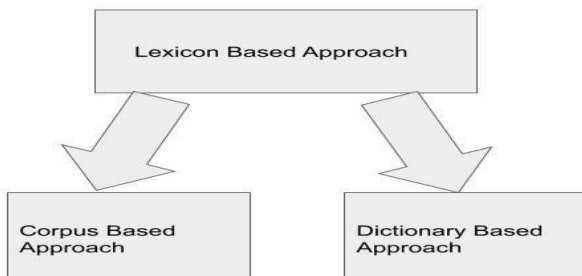 Lexicon Based Approach
Corpus Based
Approach
Dictionary Based
Approach